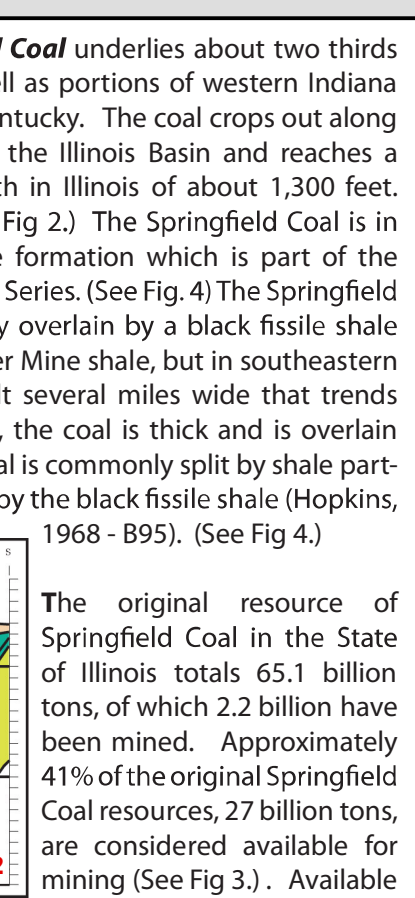 Coal underlies about two thirds
as portions of western Indiana
The coal crops out along
the Illinois Basin and reaches a
in Illinois of about 1,300 feet.
Fig 2.) The Springfield Coal is in
formation which is part of the
Series. (See Fig. 4) The Springfield
overlain by a black fissile shale
Mine shale, but in southeastern
several miles wide that trends
, the coal is thick and is overlain
is commonly split by shale part-
by the black fissile shale (Hopkins,
1968 - B95). (See Fig 4.)
S
The original resource of
Springfield Coal in the State
of Illinois totals 65.1 billion
tons, of which 2.2 billion have
been mined. Approximately
41% of the original Springfield
Coal resources, 27 billion tons,
are considered available for
mining (See Fig 3.) . Available